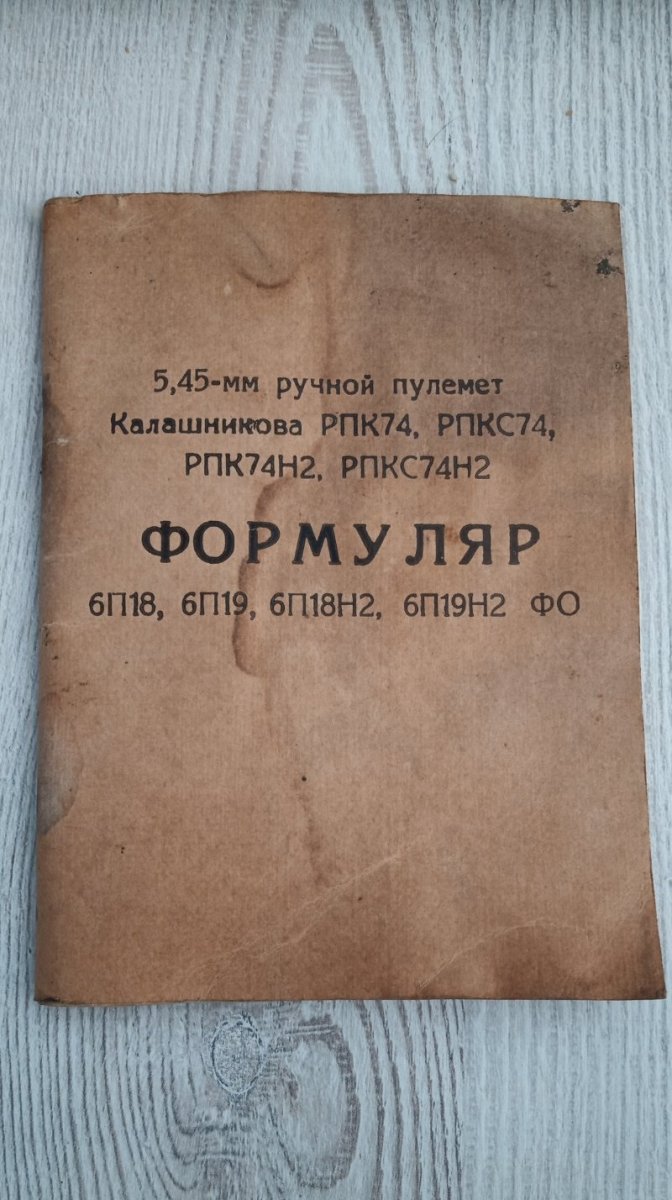 5,45-мм ручной пулемет
Калашникова РПК74, РПКС74,
РПК74Н2, РПКС74Н2
ФОРМУЛЯР
6П18, 6П19, 6П18Н2, 6П19Н2 ФО